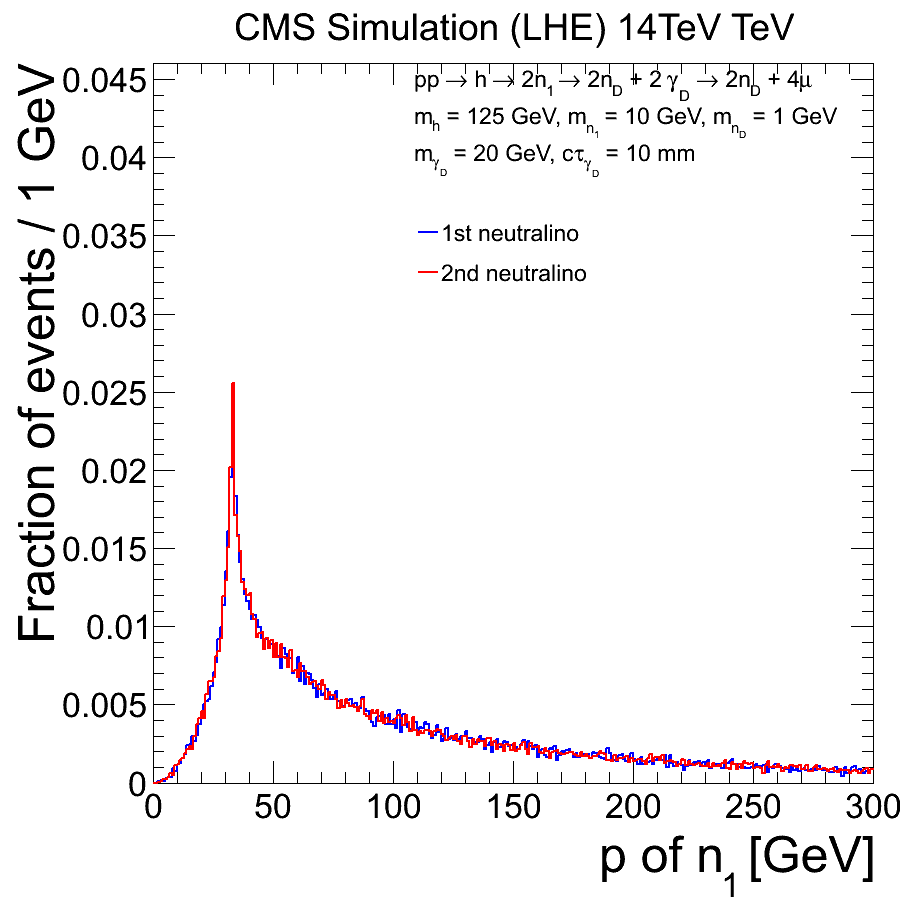 CMS Simulation (LHE) 14TeV TeV
pp → h → 2n₁ → 2n_D + 2 γ_D → 2n_D + 4μ
m_h = 125 GeV, m_n₁ = 10 GeV, m_n_D = 1 GeV
m_γ_D = 20 GeV, cτ_γ_D = 10 mm
1st neutralino
2nd neutralino
Fraction of events / 1 GeV
0.045
0.04
0.035
0.03
0.025
0.02
0.015
0.01
0.005
0
0 50 100 150 200 250 300
p of n₁ [GeV]